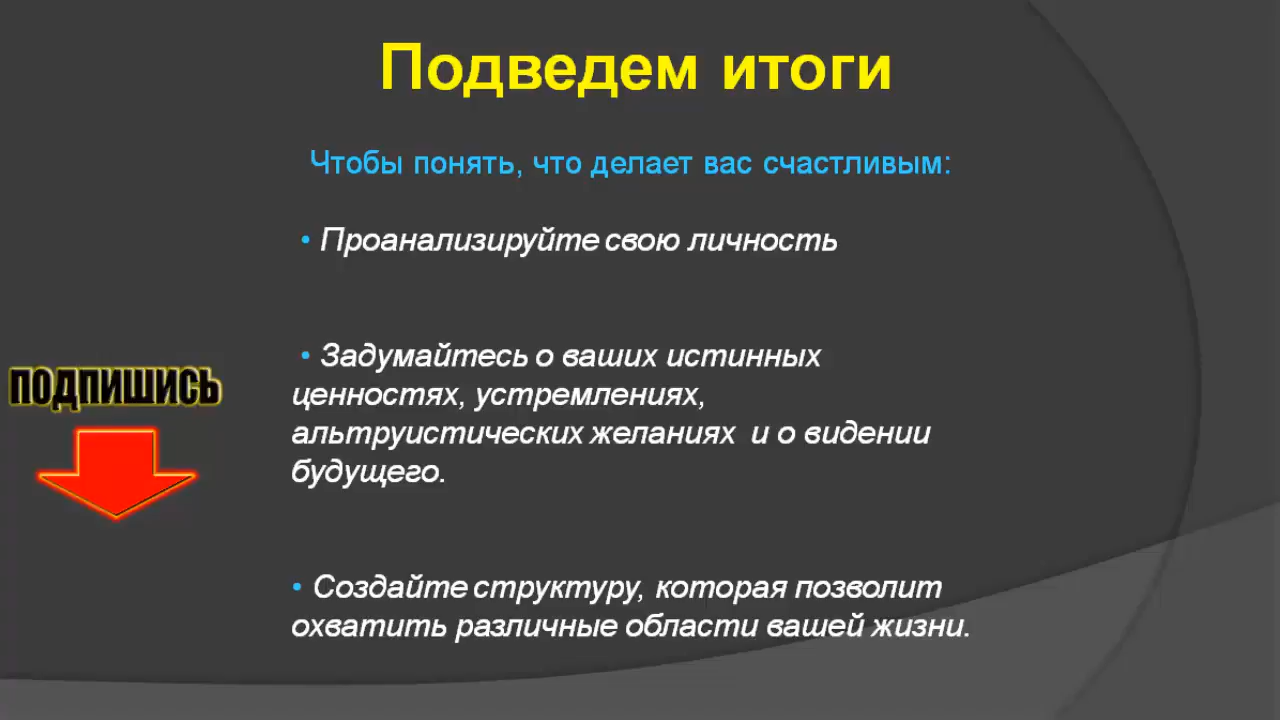 Подведем итоги
Чтобы понять, что делает вас счастливым:
• Проанализируйте свою личность
• Задумайтесь о ваших истинных
ценностях, устремлениях,
альтруистических желаниях и о видении
будущего.
ПОДПИШИСЬ
• Создайте структуру, которая позволит
охватить различные области вашей жизни.